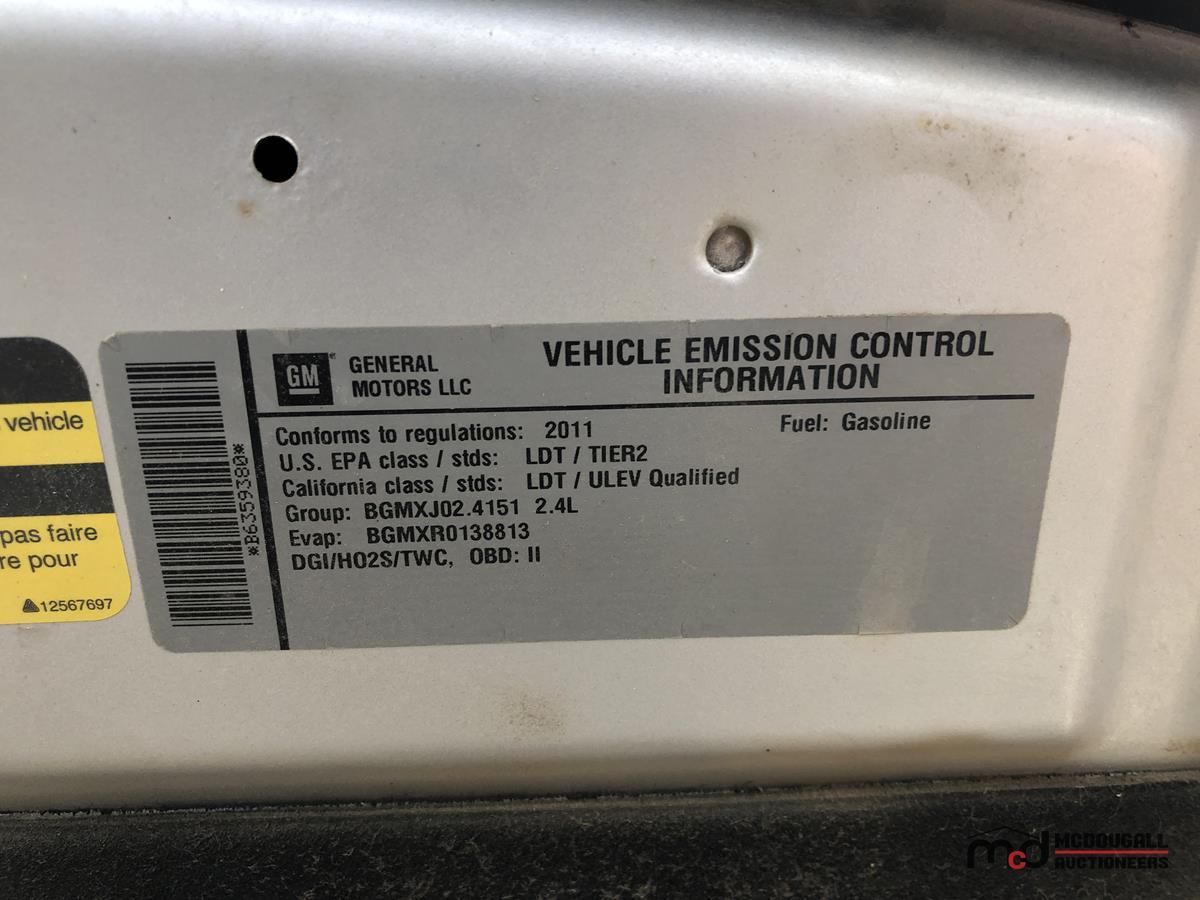 vehicle
pas faire
re pour
12567697
*B6359380*
GM
GENERAL
MOTORS LLC
VEHICLE EMISSION CONTROL
INFORMATION
Conforms to regulations: 2011
Fuel: Gasoline
U.S. EPA class / stds: LDT / TIER2
California class / stds: LDT / ULEV Qualified
Group: BGMXJ02.4151 2.4L
Evap: BGMXR0138813
DGI/HO2S/TWC, OBD: II
mcd
MCDOUGALL
AUCTIONEERS